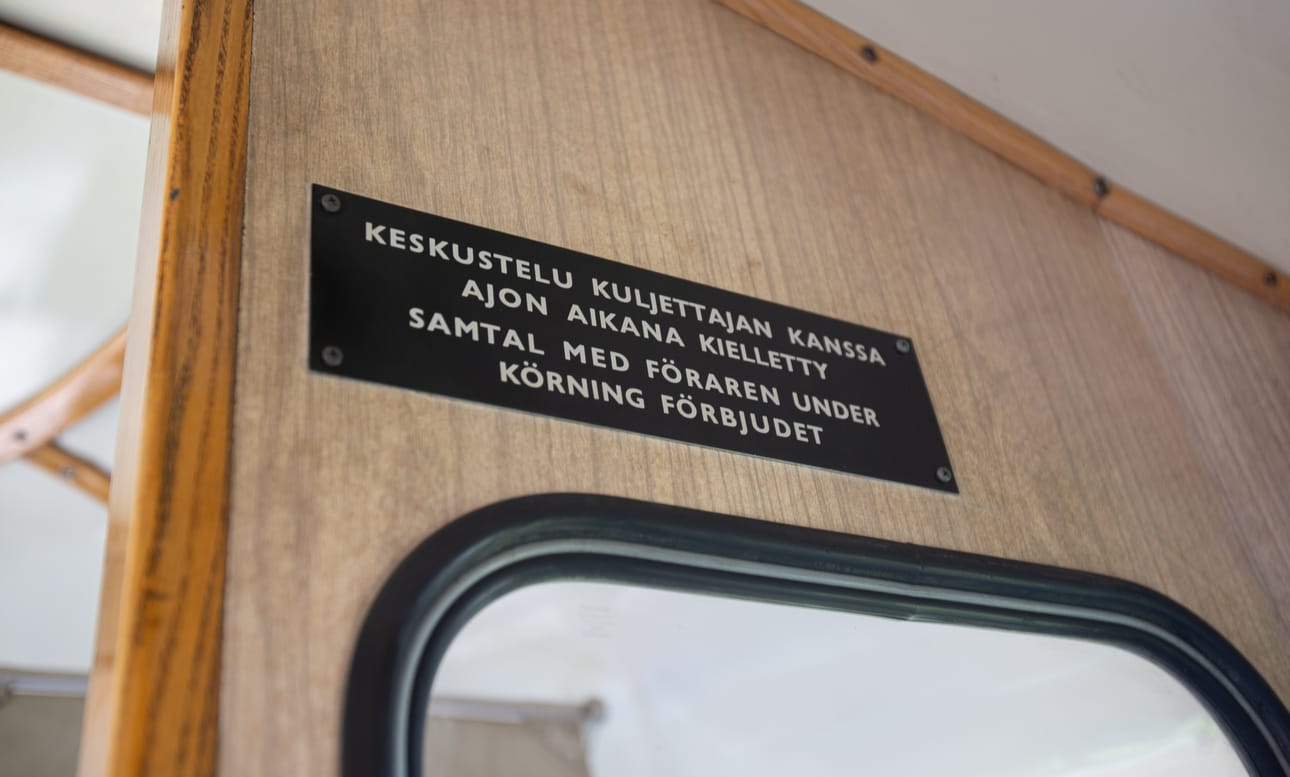 KESKUSTELU KULJETTAJAN KANSSA
AJON AIKANA KIELLETTY
SAMTAL MED FÖRAREN UNDER
KÖRNING FÖRBJUDET